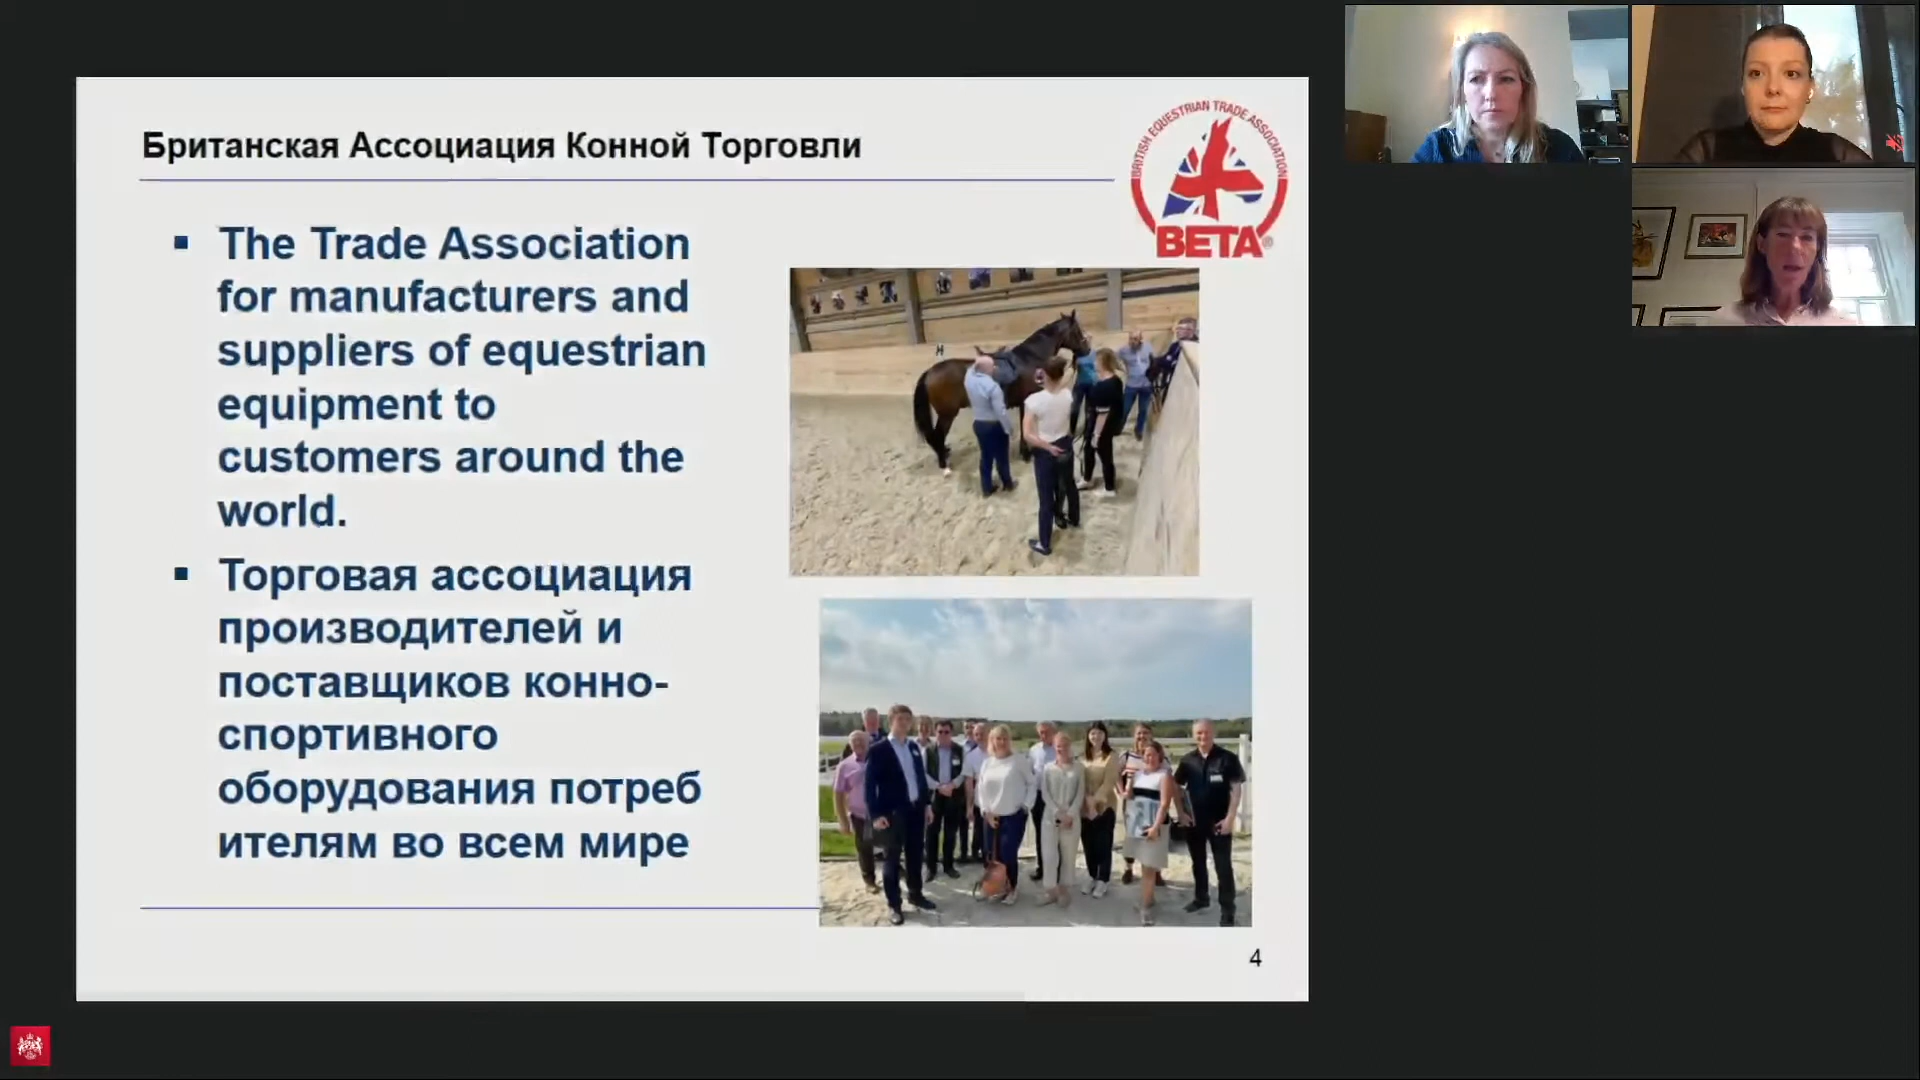 Британская Ассоциация Конной Торговли
BRITISH EQUESTRIAN TRADE ASSOCIATION
BETA®
▪ The Trade Association
for manufacturers and
suppliers of equestrian
equipment to
customers around the
world.
▪ Торговая ассоциация
производителей и
поставщиков конно-
спортивного
оборудования потреб
ителям во всем мире
H
4